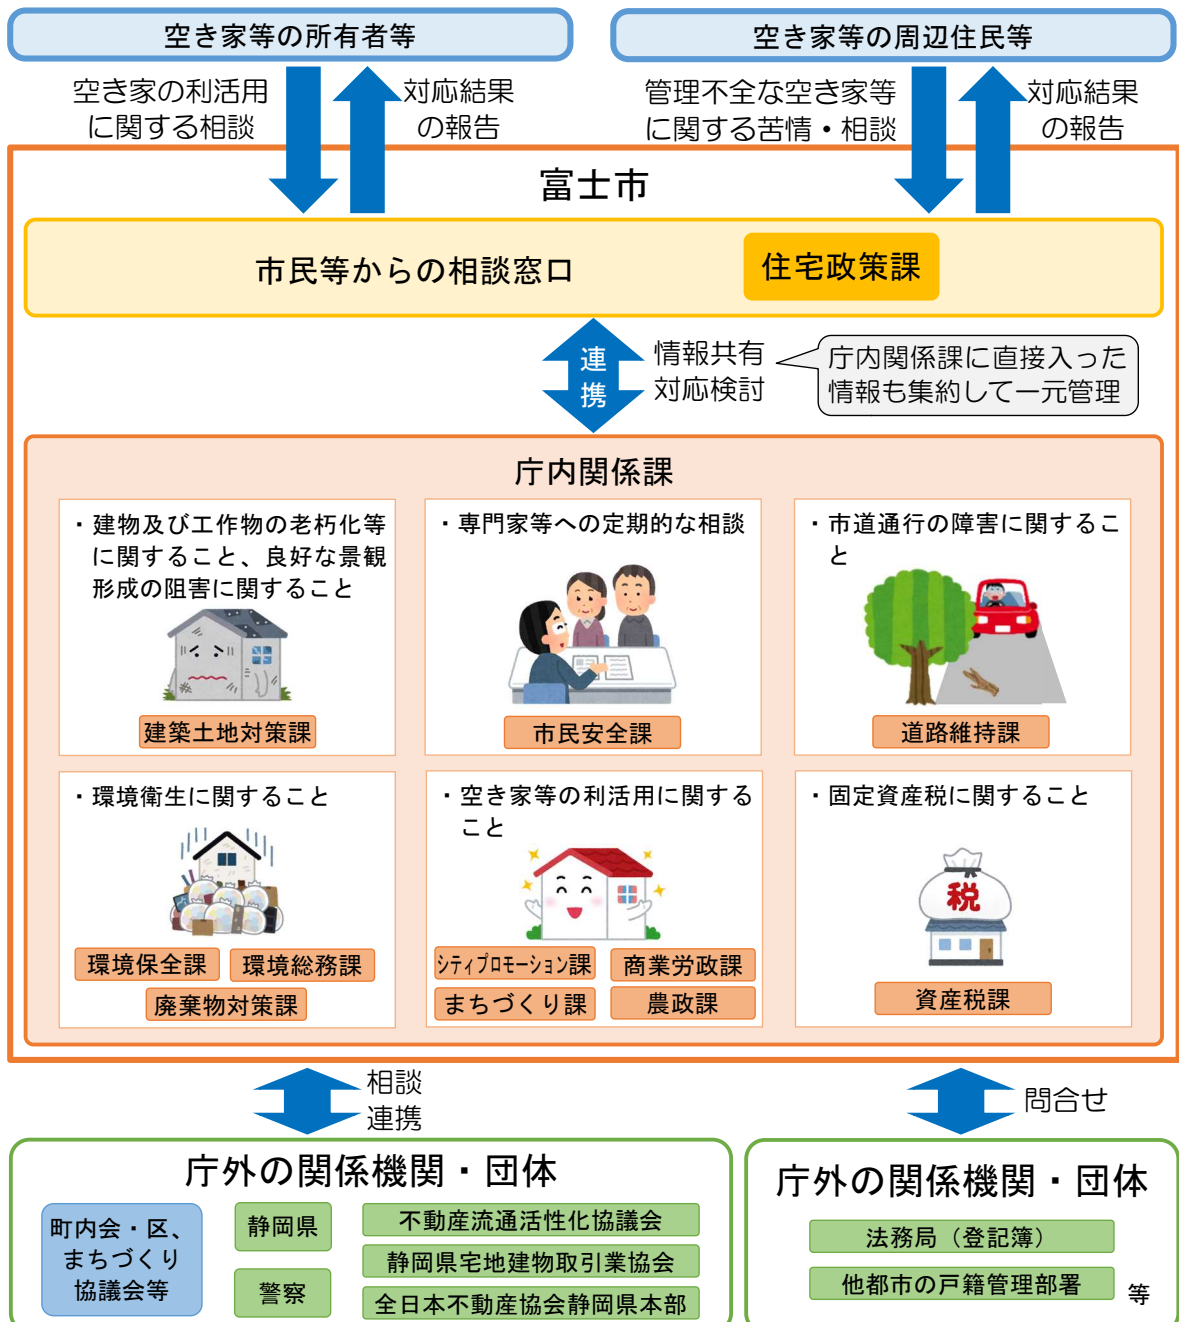 空き家等の所有者等
空き家等の周辺住民等
空き家の利活用
に関する相談
対応結果
の報告
管理不全な空き家等
に関する苦情・相談
対応結果
の報告
富士市
市民等からの相談窓口
住宅政策課
連
携
情報共有
対応検討
庁内関係課に直接入った
情報も集約して一元管理
庁内関係課
・建物及び工作物の老朽化等
に関すること、良好な景観
形成の阻害に関すること
建築土地対策課
・専門家等への定期的な相談
市民安全課
・市道通行の障害に関するこ
と
道路維持課
・環境衛生に関すること
環境保全課
環境総務課
廃棄物対策課
・空き家等の利活用に関する
こと
シティプロモーション課
商業労政課
まちづくり課
農政課
・固定資産税に関すること
税
資産税課
相談
連携
問合せ
庁外の関係機関・団体
町内会・区、
まちづくり
協議会等
静岡県
警察
不動産流通活性化協議会
静岡県宅地建物取引業協会
全日本不動産協会静岡県本部
庁外の関係機関・団体
法務局（登記簿）
他都市の戸籍管理部署
等